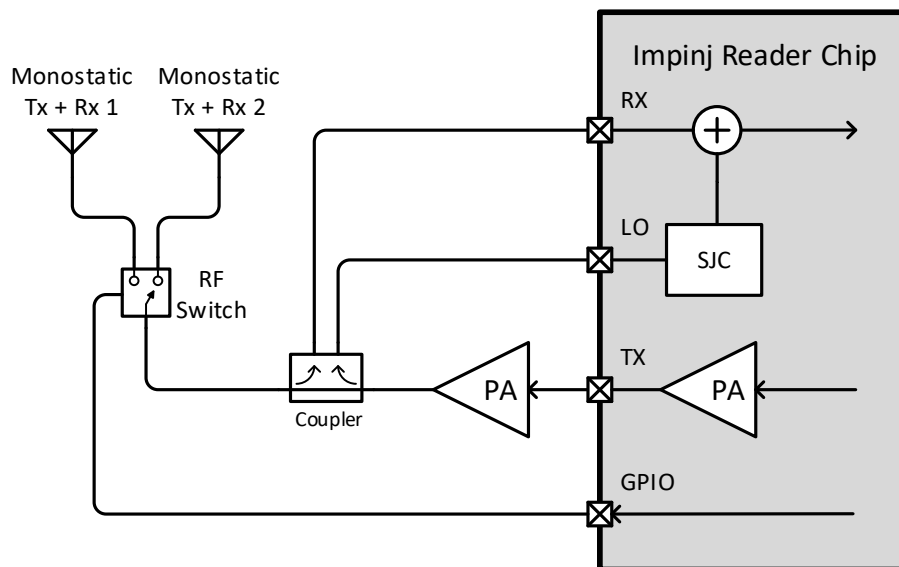 Impinj Reader Chip
Monostatic
Tx + Rx 1
Monostatic
Tx + Rx 2
RX
LO
SJC
RF
Switch
TX
PA
PA
Coupler
GPIO